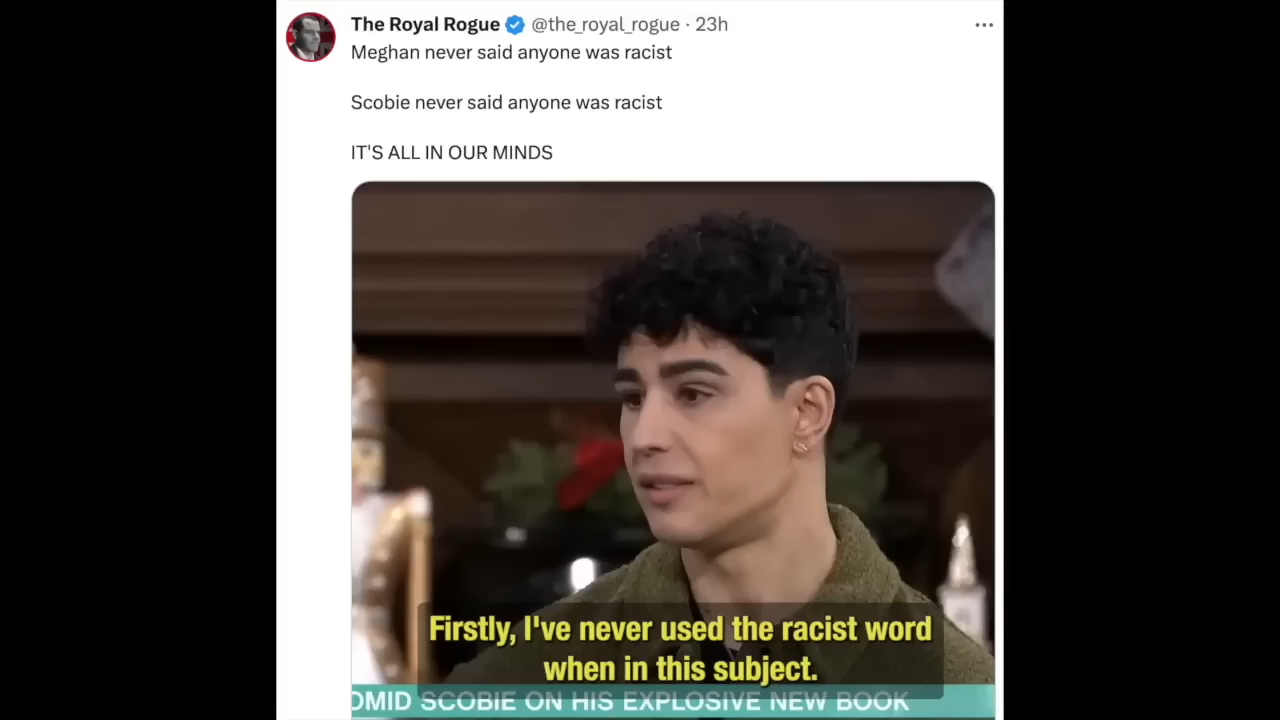 The Royal Rogue @the_royal_rogue · 23h
Meghan never said anyone was racist
Scobie never said anyone was racist
IT'S ALL IN OUR MINDS
Firstly, I've never used the racist word
when in this subject.
OMID SCOBIE ON HIS EXPLOSIVE NEW BOOK